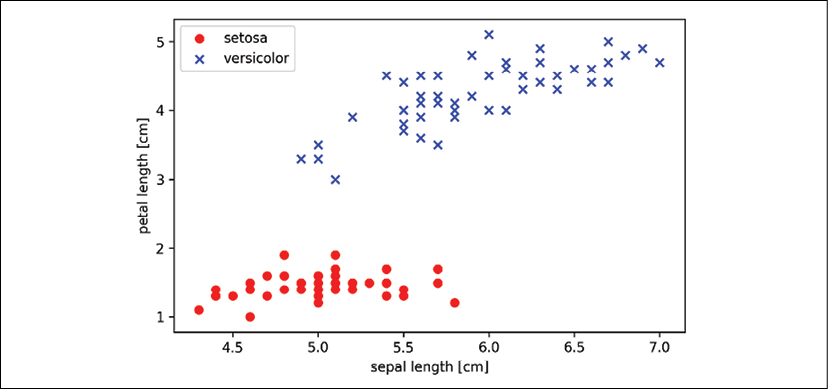 setosa
versicolor
5
4
3
2
1
petal length [cm]
4.5 5.0 5.5 6.0 6.5 7.0
sepal length [cm]